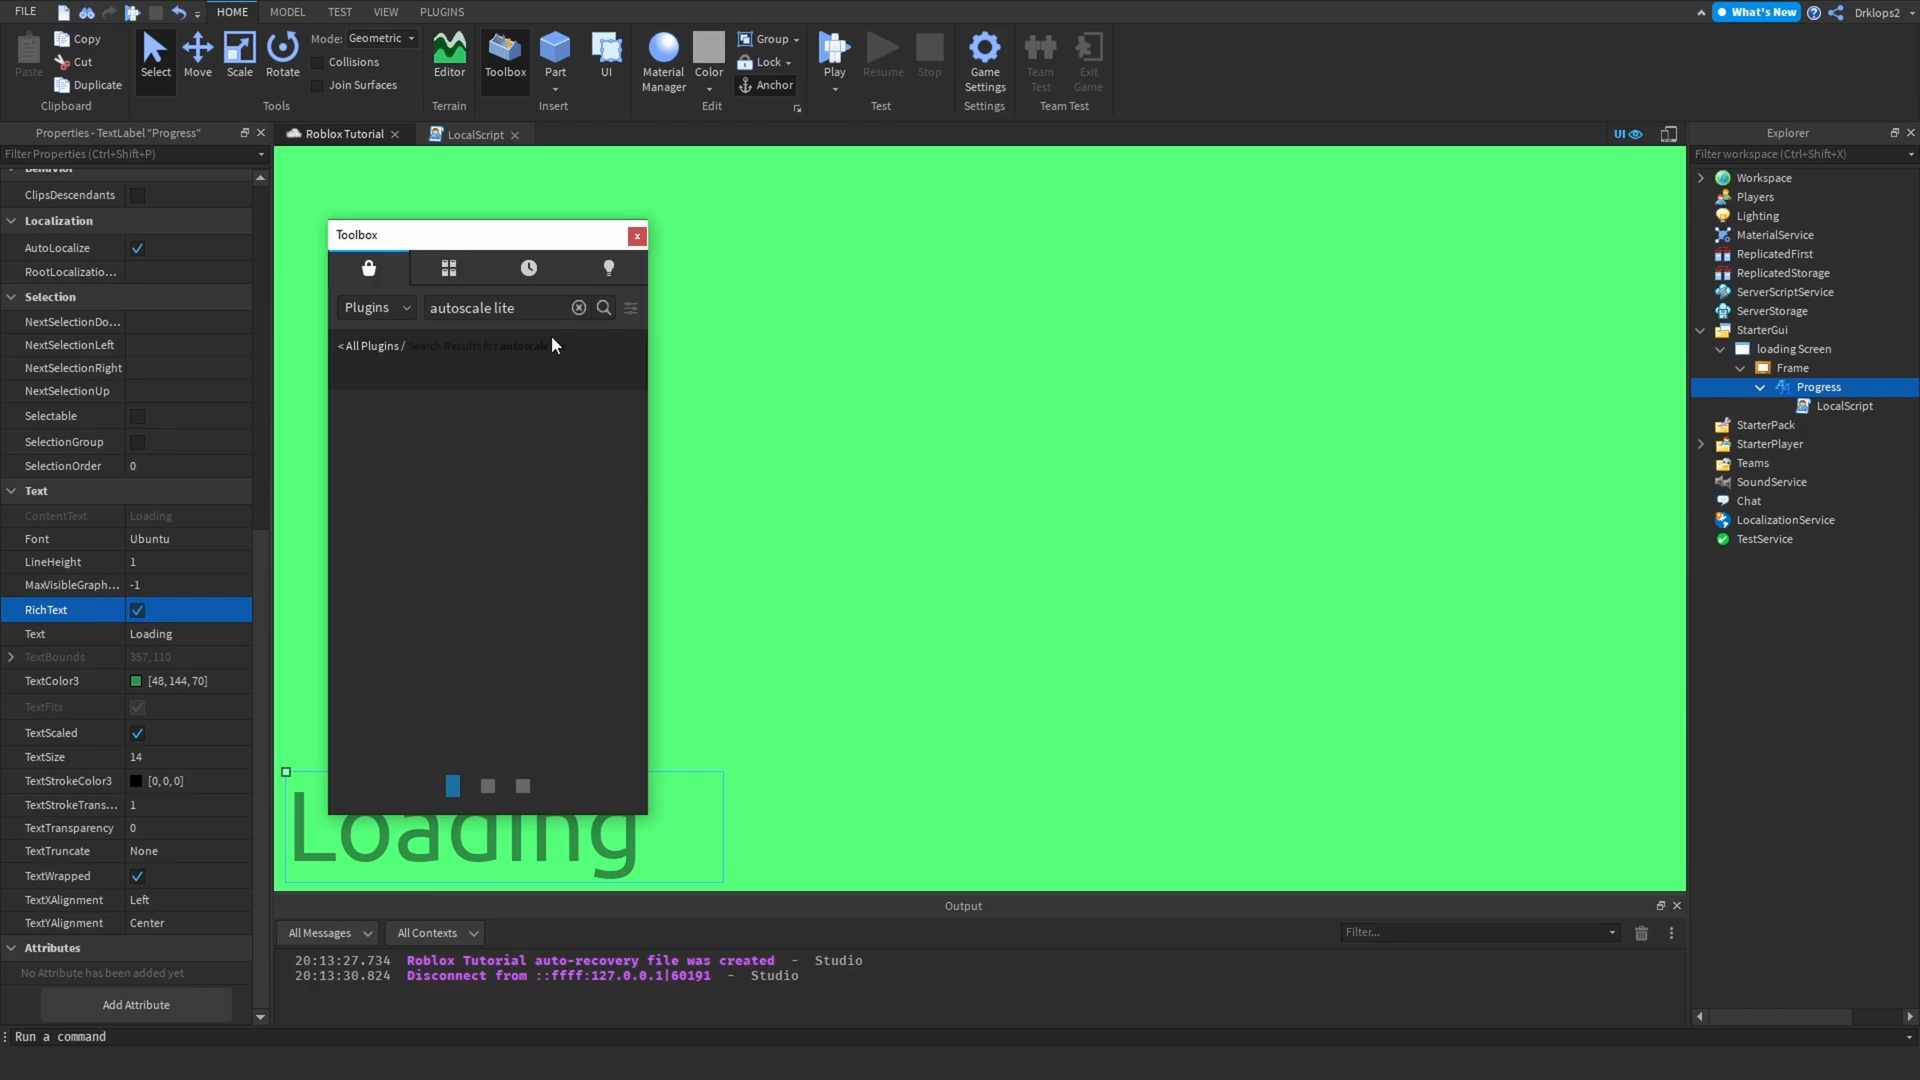 FILE
HOME
MODEL
TEST
VIEW
PLUGINS
What's New
Drklops2
Paste
Copy
Cut
Duplicate
Clipboard
Select
Move
Scale
Rotate
Mode: Geometric
Collisions
Join Surfaces
Tools
Editor
Terrain
Toolbox
Part
UI
Insert
Material Manager
Color
Group
Lock
Anchor
Edit
Play
Resume
Stop
Test
Game Settings
Settings
Team Test
Exit Game
Team Test
Properties - TextLabel "Progress"
Filter Properties (Ctrl+Shift+P)
Behavior
ClipsDescendants
Localization
AutoLocalize
RootLocalizatio...
Selection
NextSelectionDo...
NextSelectionLeft
NextSelectionRight
NextSelectionUp
Selectable
SelectionGroup
SelectionOrder 0
Text
ContentText Loading
Font Ubuntu
LineHeight 1
MaxVisibleGraph... -1
RichText
Text Loading
TextBounds 357, 110
TextColor3 [48, 144, 70]
TextFits
TextScaled
TextSize 14
TextStrokeColor3 [0, 0, 0]
TextStrokeTrans... 1
TextTransparency 0
TextTruncate None
TextWrapped
TextXAlignment Left
TextYAlignment Center
Attributes
No Attribute has been added yet
Add Attribute
Roblox Tutorial
LocalScript
UI
Toolbox
Plugins
autoscale lite
< All Plugins / Search Results for autoscale
Loading
Output
All Messages
All Contexts
Filter...
20:13:27.734 Roblox Tutorial auto-recovery file was created - Studio
20:13:30.824 Disconnect from ::ffff:127.0.0.1|60191 - Studio
Explorer
Filter workspace (Ctrl+Shift+X)
Workspace
Players
Lighting
MaterialService
ReplicatedFirst
ReplicatedStorage
ServerScriptService
ServerStorage
StarterGui
loading Screen
Frame
Progress
LocalScript
StarterPack
StarterPlayer
Teams
SoundService
Chat
LocalizationService
TestService
Run a command